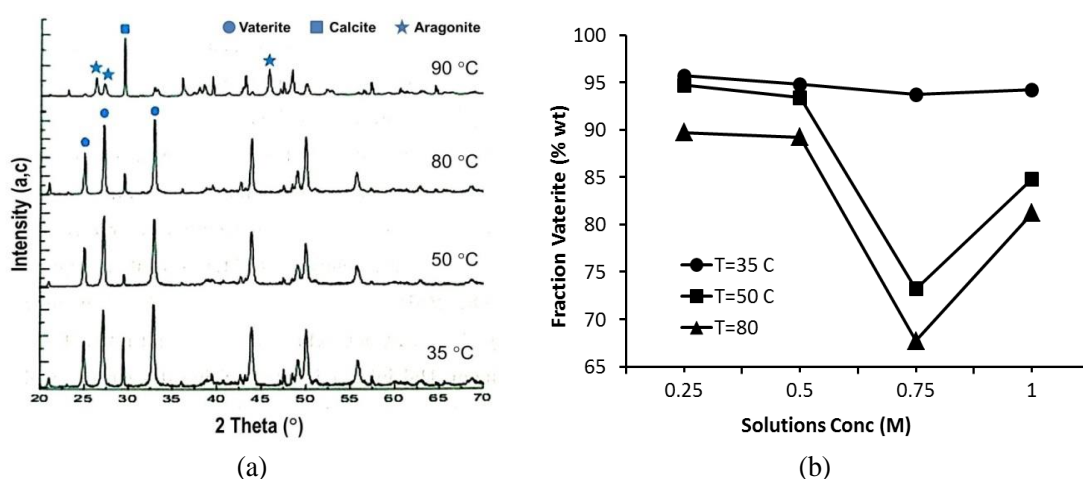 Vaterite Calcite Aragonite
90 °C
80 °C
50 °C
35 °C
Intensity (a,c)
20 25 30 35 45 50 55 60 65 70
2 Theta (°)
(a)
Fraction Vaterite (% wt)
100
95
90
85
80
75
70
65
T=35 C
T=50 C
T=80
0.25 0.5 0.75 1
Solutions Conc (M)
(b)